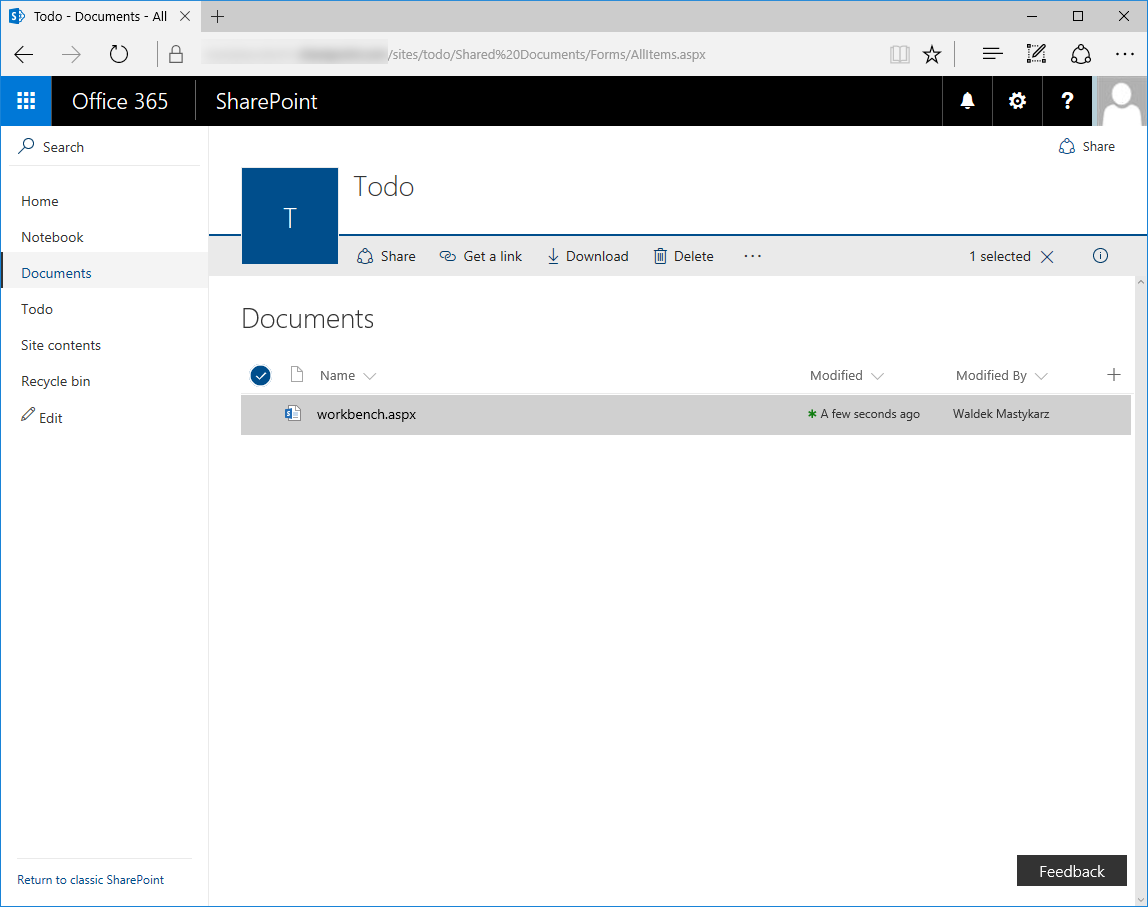 Todo - Documents - All
/sites/todo/Shared%20Documents/Forms/AllItems.aspx
Office 365 SharePoint ?
Search
Share
T
Todo
Home
Notebook
Share Get a link Download Delete ... 1 selected
Documents
Todo
Documents
Site contents
Name Modified Modified By
Recycle bin
workbench.aspx A few seconds ago Waldek Mastykarz
Edit
Return to classic SharePoint
Feedback